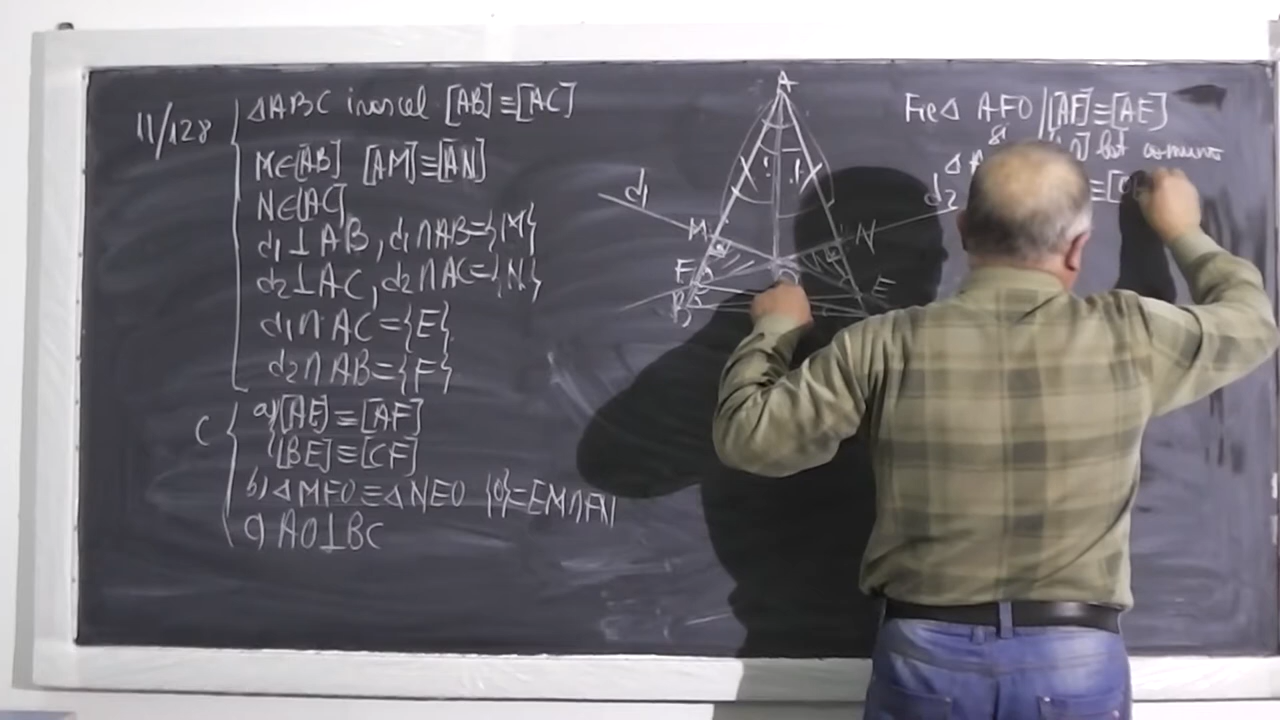 11/128
ΔABC isoscel [AB]≡[AC]
M∈[AB] [AM]≡[AN]
N∈[AC]
d1⊥AB, d1∩AB={M}
d2⊥AC, d2∩AC={N}
d1∩AC={E}
d2∩AB={F}
C
a)[AE]≡[AF]
[BE]≡[CF]
b) ΔMFO≡ΔNEO {O}=EM∩FN
c) AO⊥BC
A
d1
d2
M
N
F
E
B
Fie Δ AFO [AF]≡[AE]
și lat comună
Δ A ≡[O